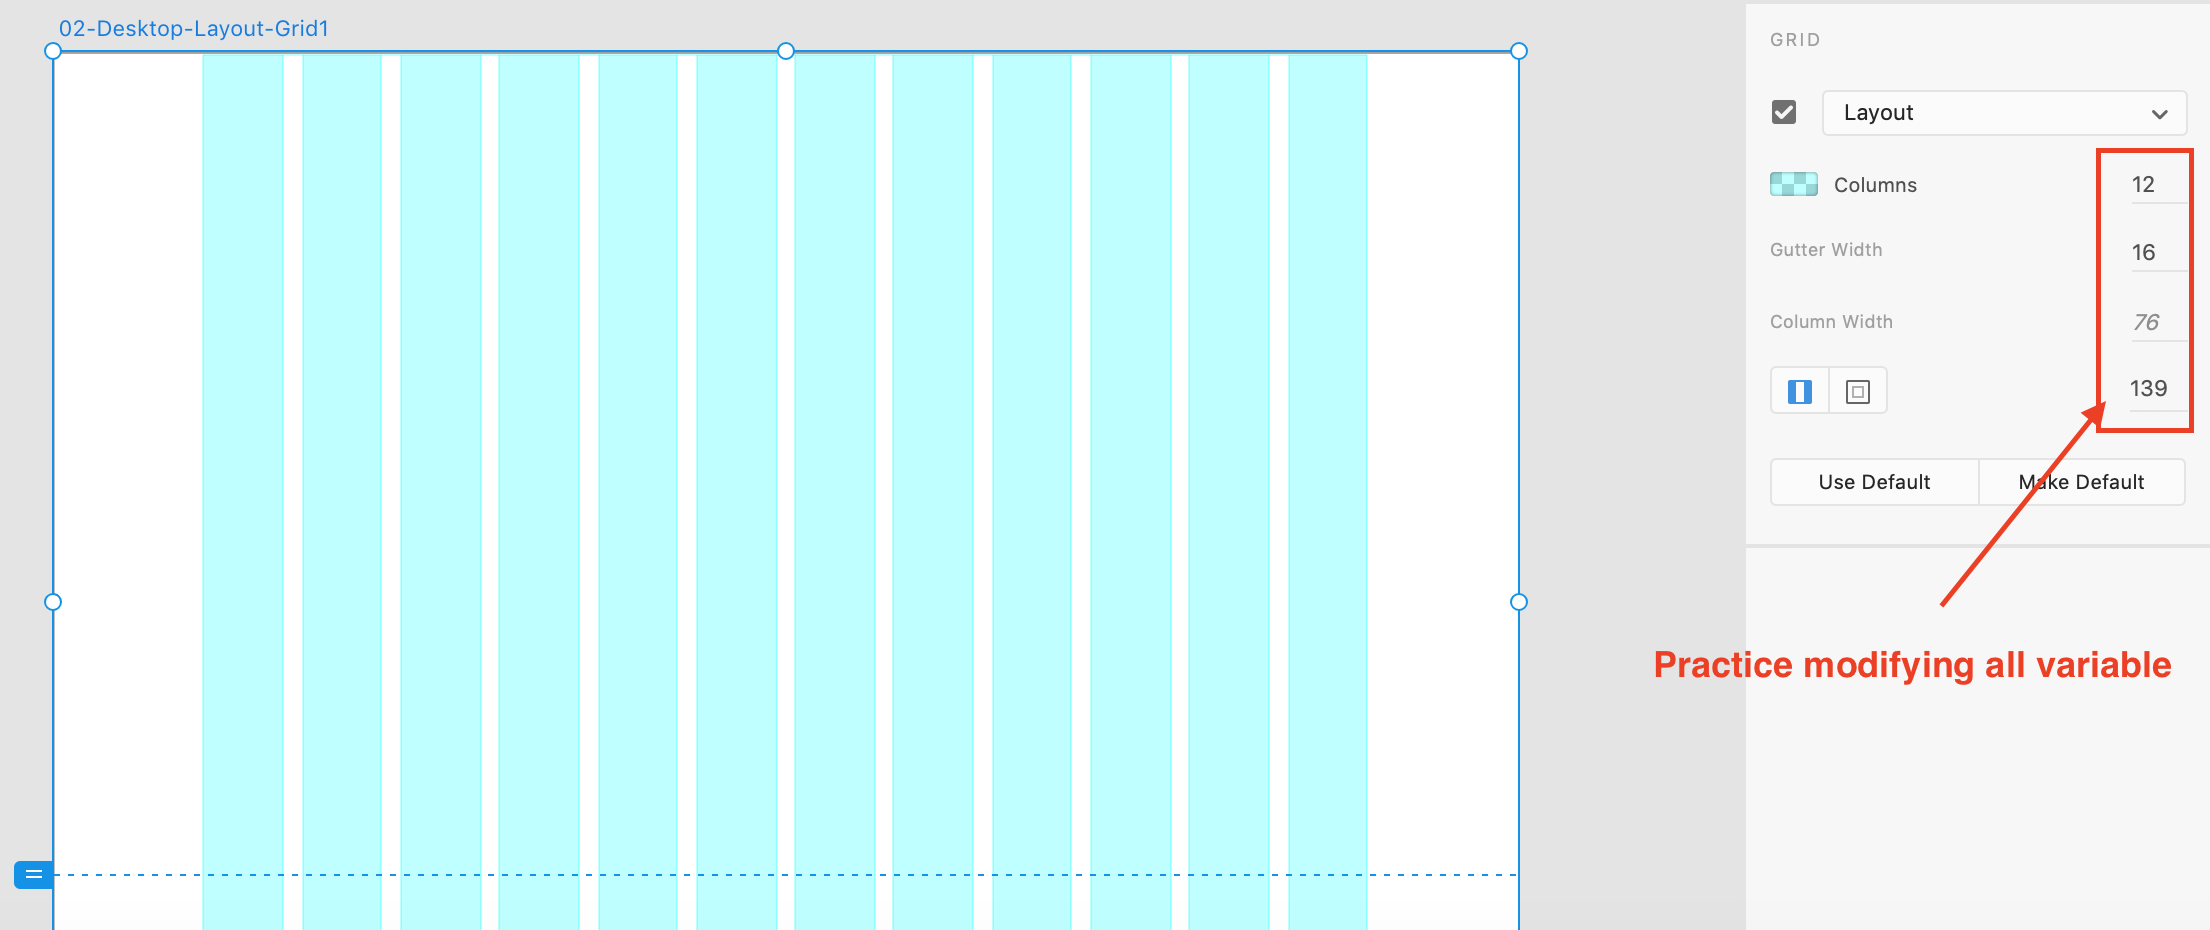 02-Desktop-Layout-Grid1
GRID
Layout
Columns 12
Gutter Width 16
Column Width 76
139
Use Default Make Default
Practice modifying all variable